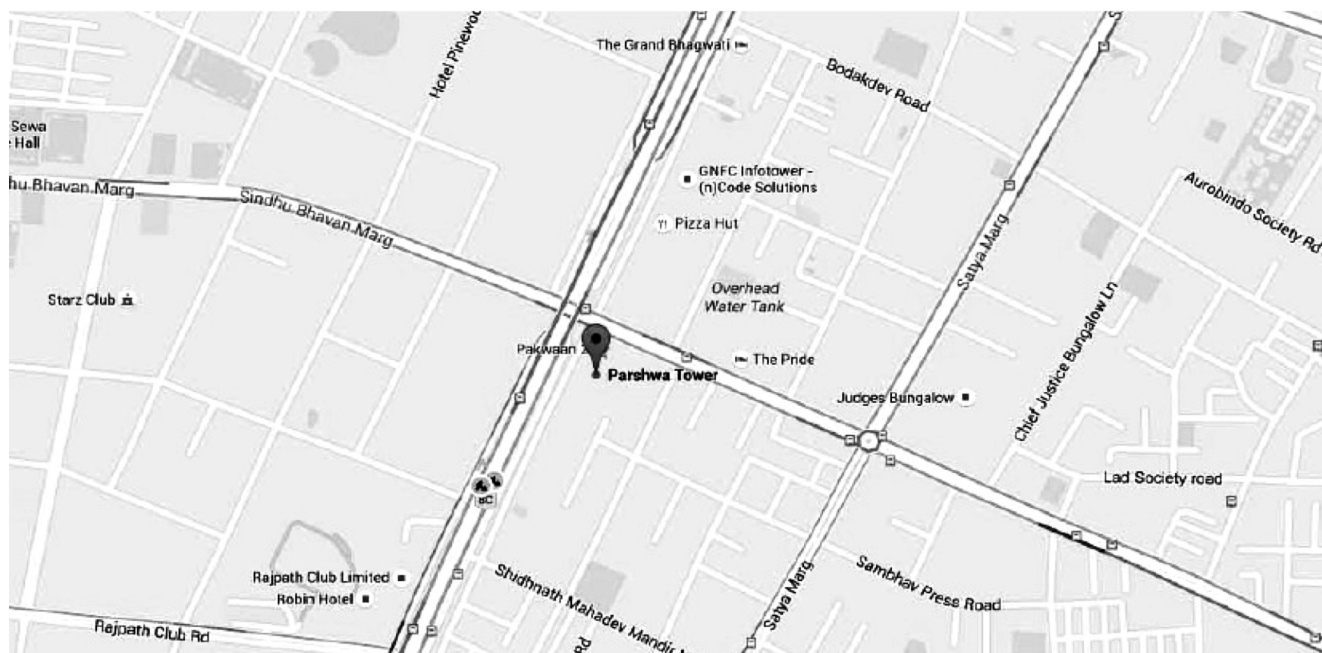 The Grand Bhagwati
Hotel Pinewoo
Bodakdev Road
Sewa
e Hall
GNFC Infotower -
(n)Code Solutions
Aurobindo Society Rd
hu Bhavan Marg
Sindhu Bhavan Marg
Pizza Hut
Satya Marg
Starz Club
Overhead
Water Tank
Chief Justice Bungalow Ln
Pakwaan
The Pride
Parshwa Tower
Judges Bungalow
Lad Society road
Rajpath Club Limited
Robin Hotel
Shidhnath Mahadev Mandir
Satya Marg
Sambhav Press Road
Rajpath Club Rd
Rd